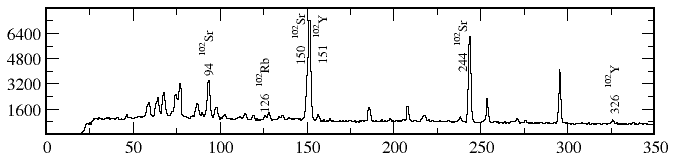 6400
4800
3200
1600
94 ¹⁰²Sr
126 ¹⁰²Rb
150 ¹⁰²Sr
151 ¹⁰²Y
244 ¹⁰²Sr
326 ¹⁰²Y
0 50 100 150 200 250 300 350